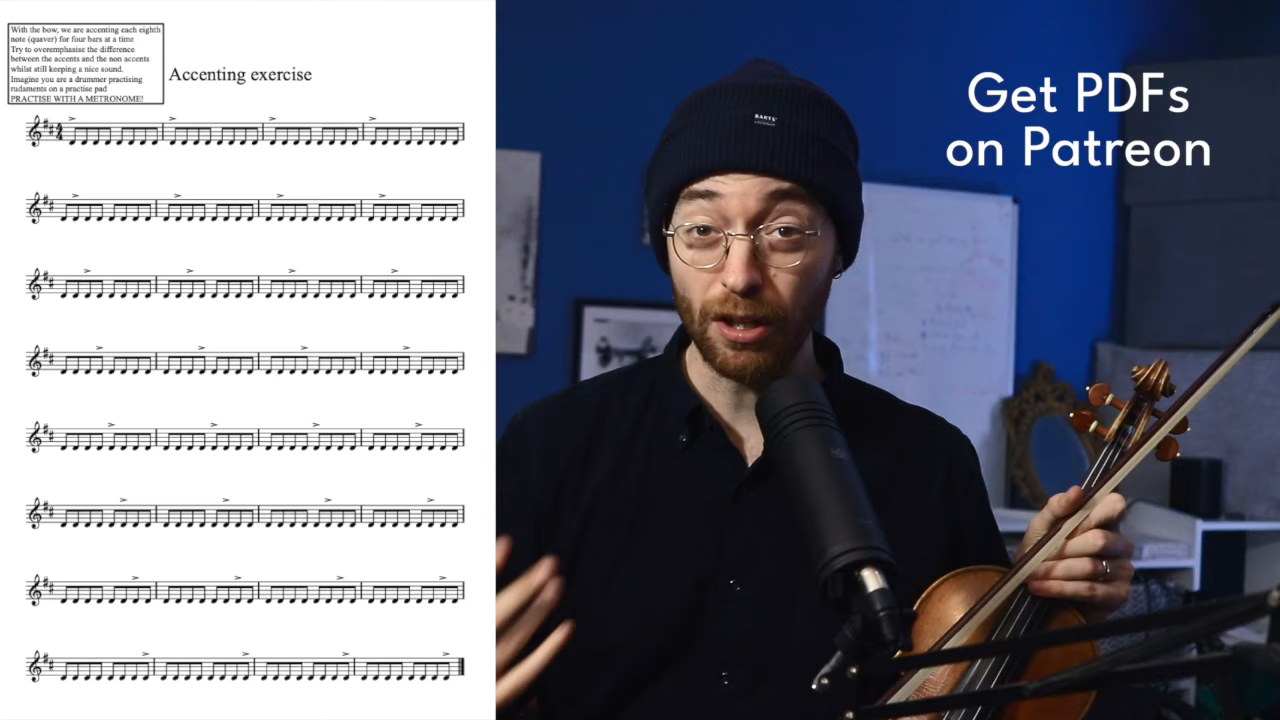 With the bow, we are accenting each eighth
note (quaver) for four bars at a time
Try to overemphasise the difference
between the accents and the non accents
whilst still keeping a nice sound.
Imagine you are a drummer practising
rudaments on a practise pad
PRACTISE WITH A METRONOME!
Accenting exercise
Get PDFs
on Patreon
BARTS